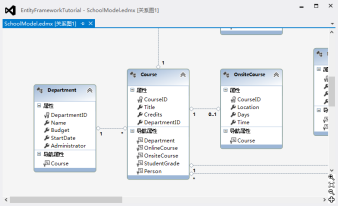 EntityFrameworkTutorial - SchoolModel.edmx [关系图1]
SchoolModel.edmx [关系图1]
Department
属性
DepartmentID
Name
Budget
StartDate
Administrator
导航属性
Course
1
*
1
Course
属性
CourseID
Title
Credits
DepartmentID
导航属性
Department
OnlineCourse
OnsiteCourse
StudentGrade
Person
1
0..1
1
*
OnsiteCourse
属性
CourseID
Location
Days
Time
导航属性
Course